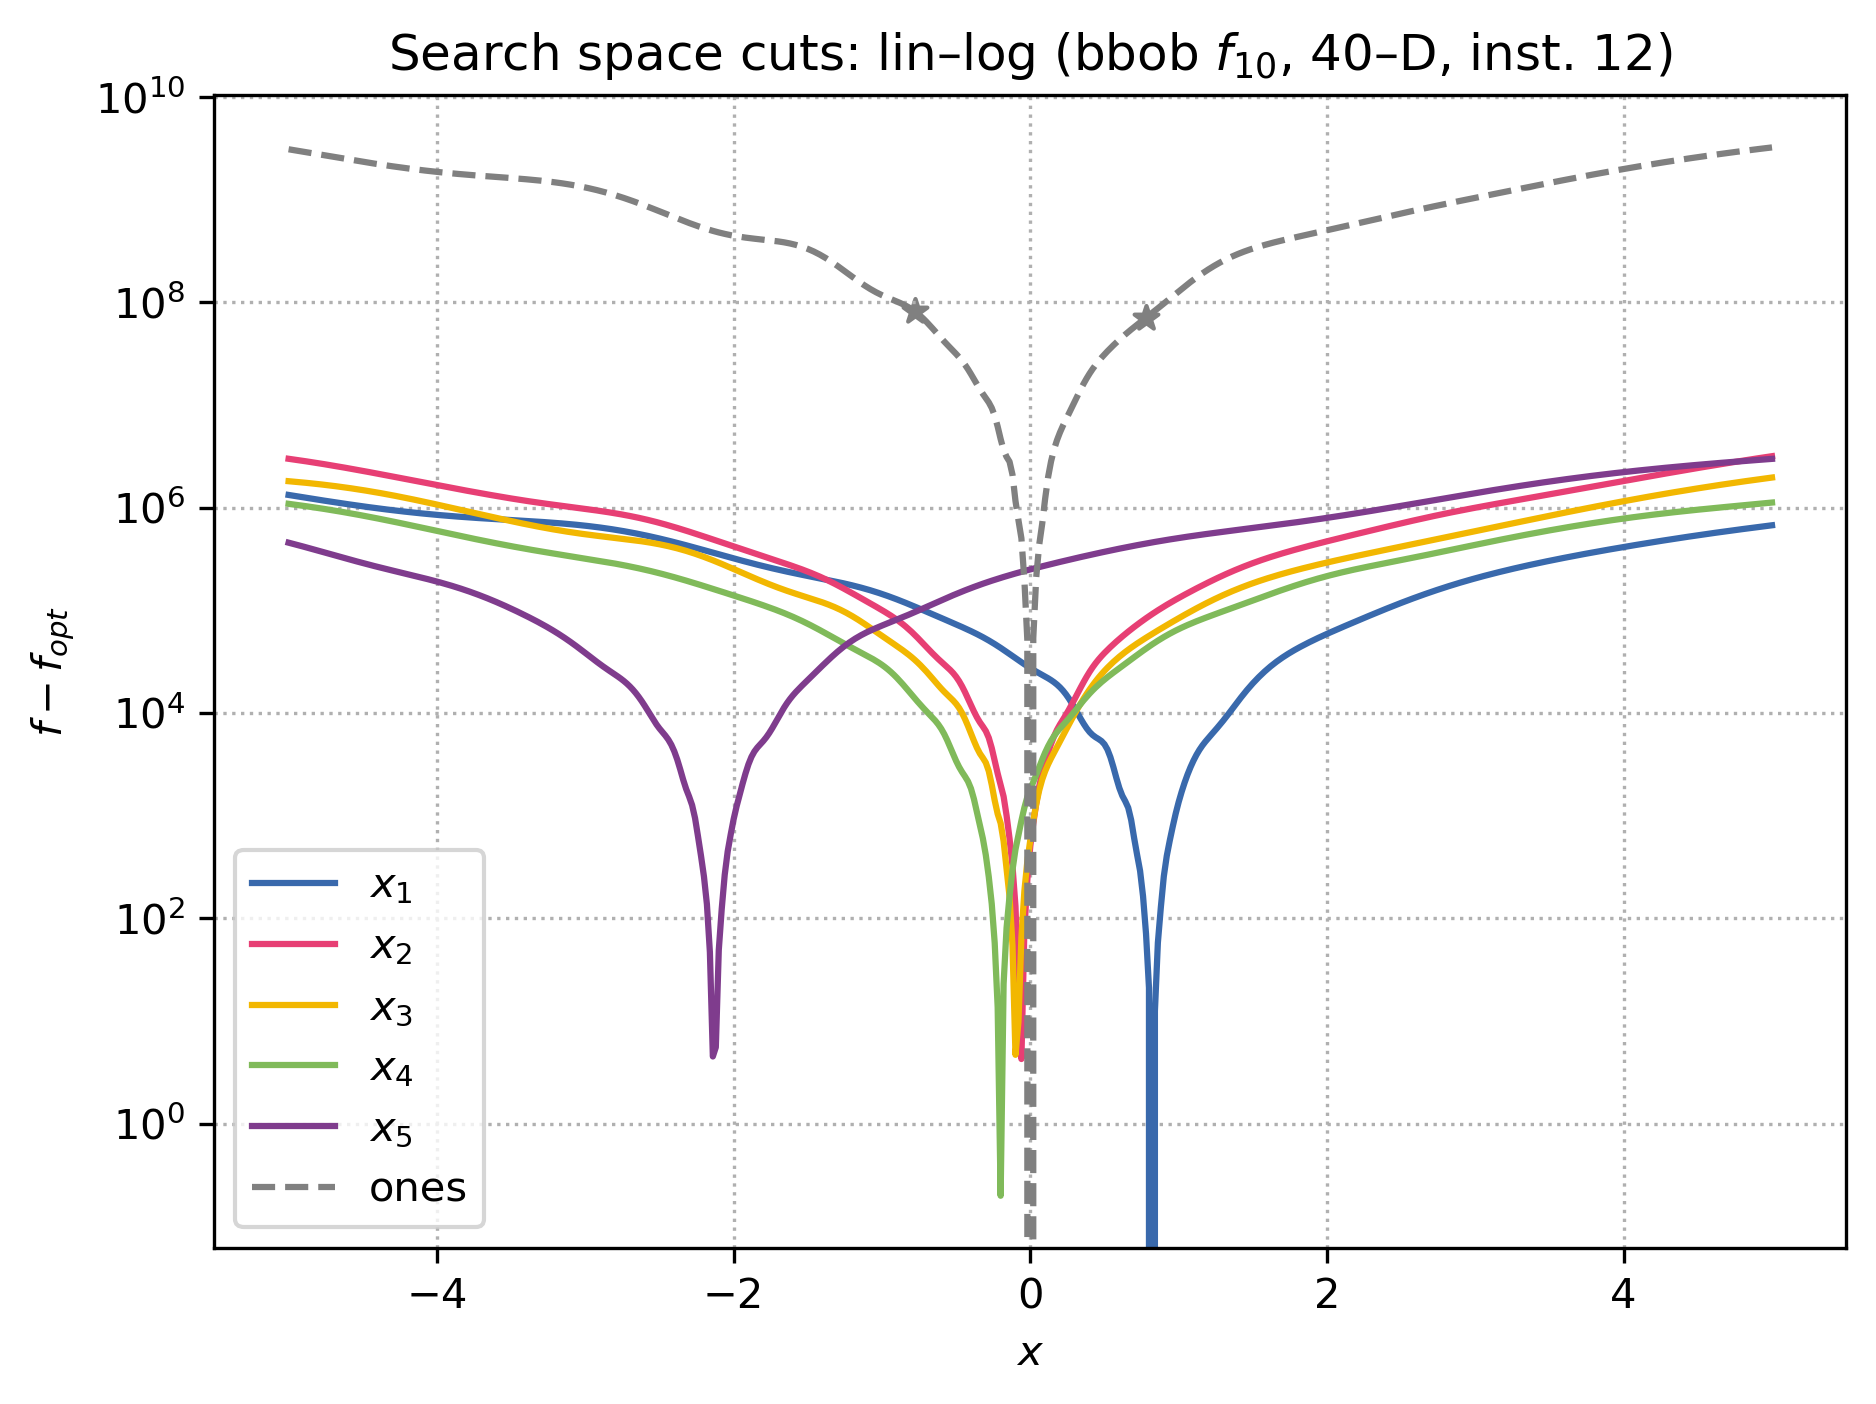 Search space cuts: lin–log (bbob f10, 40–D, inst. 12)
10^10
10^8
10^6
10^4
10^2
10^0
f − f_opt
x1
x2
x3
x4
x5
ones
−4
−2
0
2
4
x